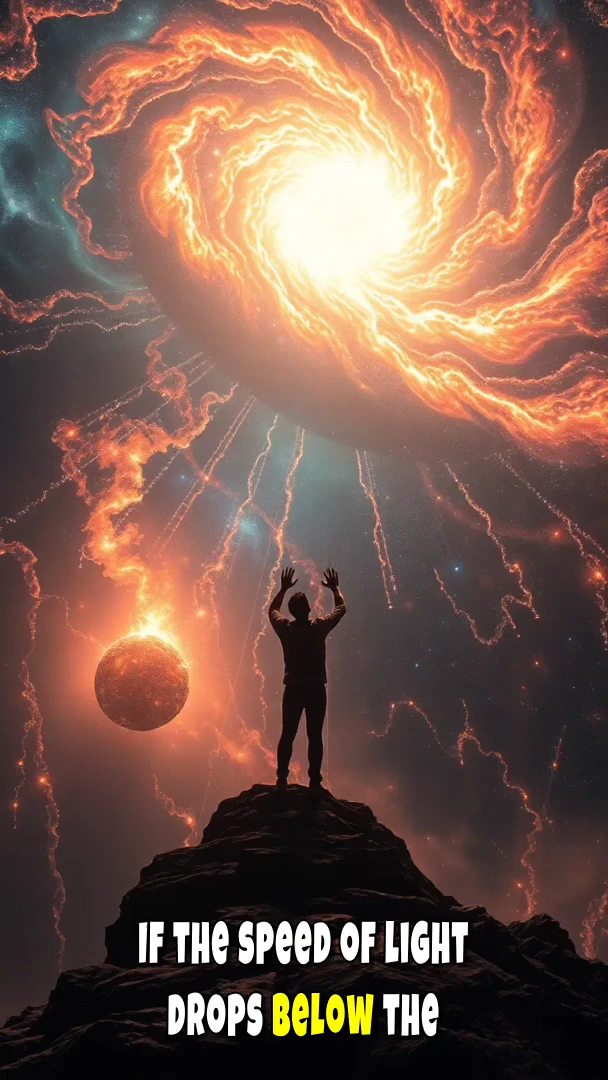 IF THE SPEED OF LIGHT
DROPS BELOW THE